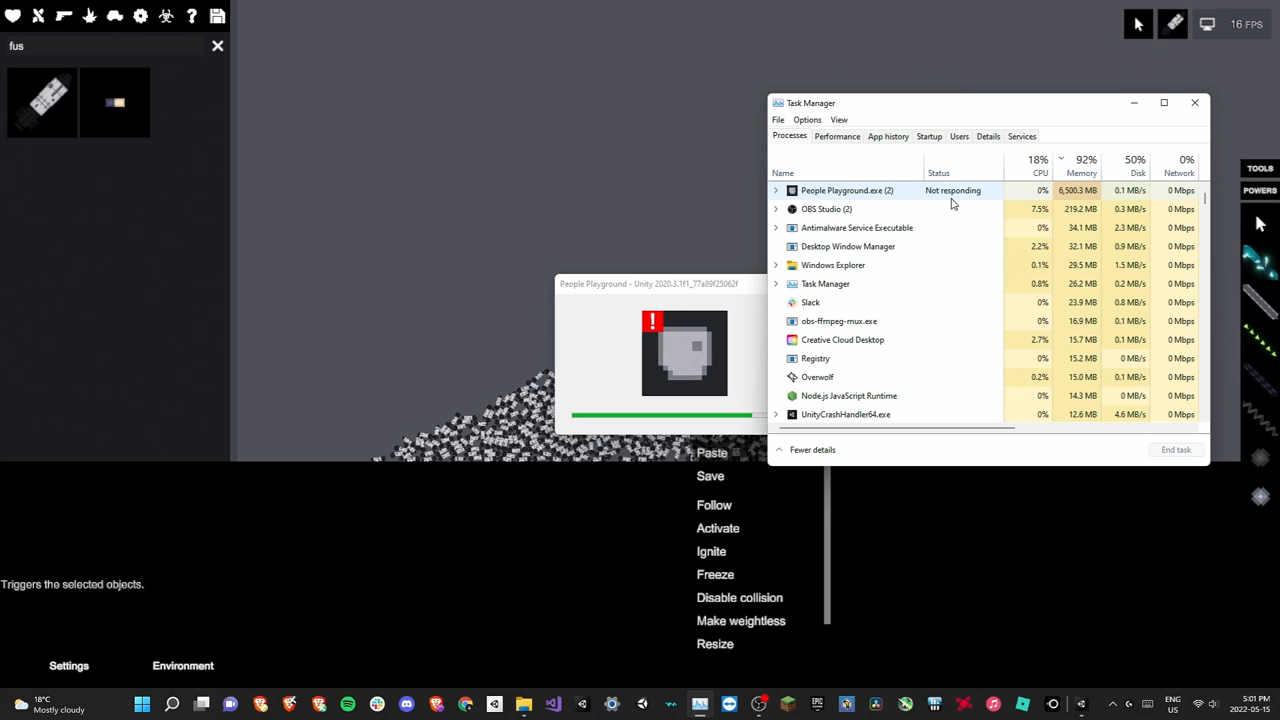 fus
16 FPS
Task Manager
File Options View
Processes Performance App history Startup Users Details Services
18% 92% 50% 0%
Name Status CPU Memory Disk Network
People Playground.exe (2) Not responding 0% 6,500.3 MB 0.1 MB/s 0 Mbps
OBS Studio (2) 7.5% 219.2 MB 0.3 MB/s 0 Mbps
Antimalware Service Executable 0% 34.1 MB 2.3 MB/s 0 Mbps
Desktop Window Manager 2.2% 32.1 MB 0.9 MB/s 0 Mbps
Windows Explorer 0.1% 29.5 MB 1.5 MB/s 0 Mbps
Task Manager 0.8% 26.2 MB 0.2 MB/s 0 Mbps
Slack 0% 23.9 MB 0.8 MB/s 0 Mbps
obs-ffmpeg-mux.exe 0% 16.9 MB 0.1 MB/s 0 Mbps
Creative Cloud Desktop 2.7% 15.7 MB 0.1 MB/s 0 Mbps
Registry 0% 15.2 MB 0 MB/s 0 Mbps
Overwolf 0.2% 15.0 MB 0.1 MB/s 0 Mbps
Node.js JavaScript Runtime 0% 14.3 MB 0 MB/s 0 Mbps
UnityCrashHandler64.exe 0% 12.6 MB 4.6 MB/s 0 Mbps
Fewer details End task
TOOLS
POWERS
People Playground - Unity 2020.3.1f1_77a89f25062f
!
Paste
Save
Follow
Activate
Ignite
Freeze
Disable collision
Make weightless
Resize
Triggers the selected objects.
Settings Environment
18°C
Mostly cloudy
ENG
US
5:01 PM
2022-05-15